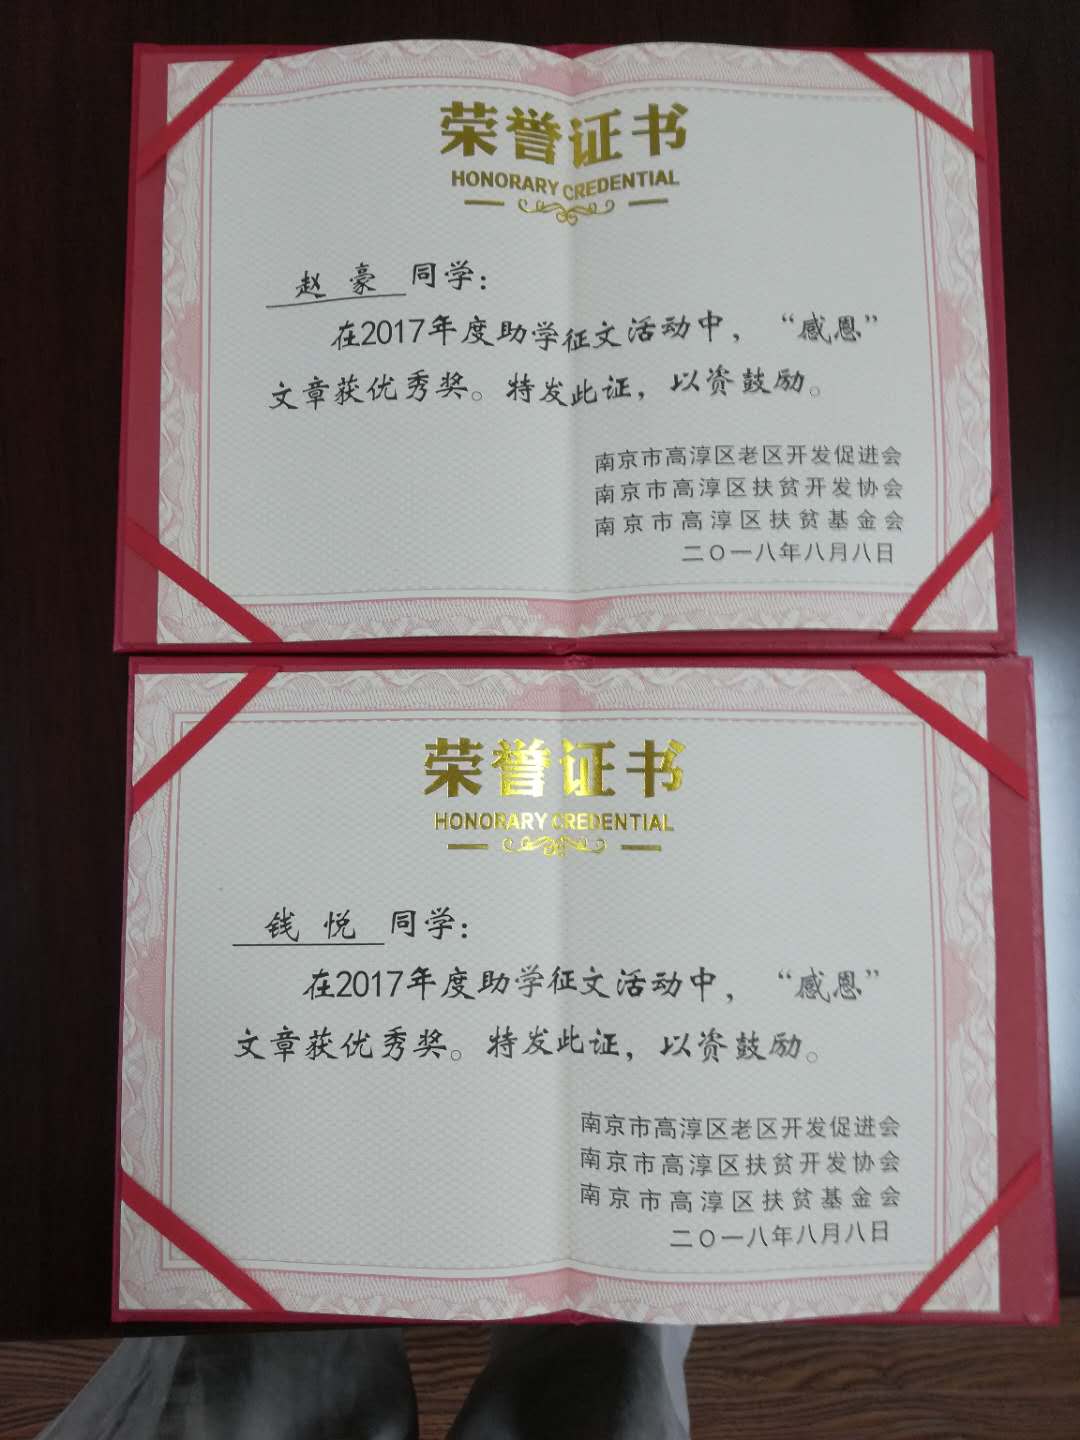 荣誉证书
HONORARY CREDENTIAL
赵豪同学：
在2017年度助学征文活动中，“感恩”
文章获优秀奖。特发此证，以资鼓励。
南京市高淳区老区开发促进会
南京市高淳区扶贫开发协会
南京市高淳区扶贫基金会
二〇一八年八月八日
荣誉证书
HONORARY CREDENTIAL
钱悦同学：
在2017年度助学征文活动中，“感恩”
文章获优秀奖。特发此证，以资鼓励。
南京市高淳区老区开发促进会
南京市高淳区扶贫开发协会
南京市高淳区扶贫基金会
二〇一八年八月八日